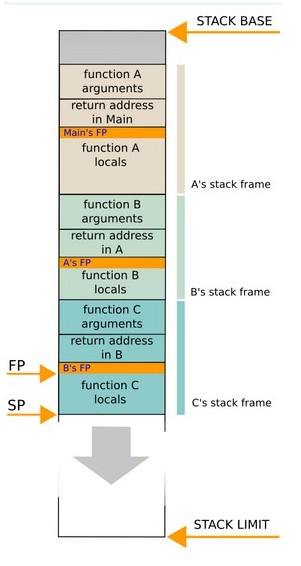 STACK BASE
function A
arguments
return address
in Main
Main's FP
function A
locals
A's stack frame
function B
arguments
return address
in A
A's FP
function B
locals
B's stack frame
function C
arguments
return address
in B
B's FP
FP
function C
locals
SP
C's stack frame
STACK LIMIT